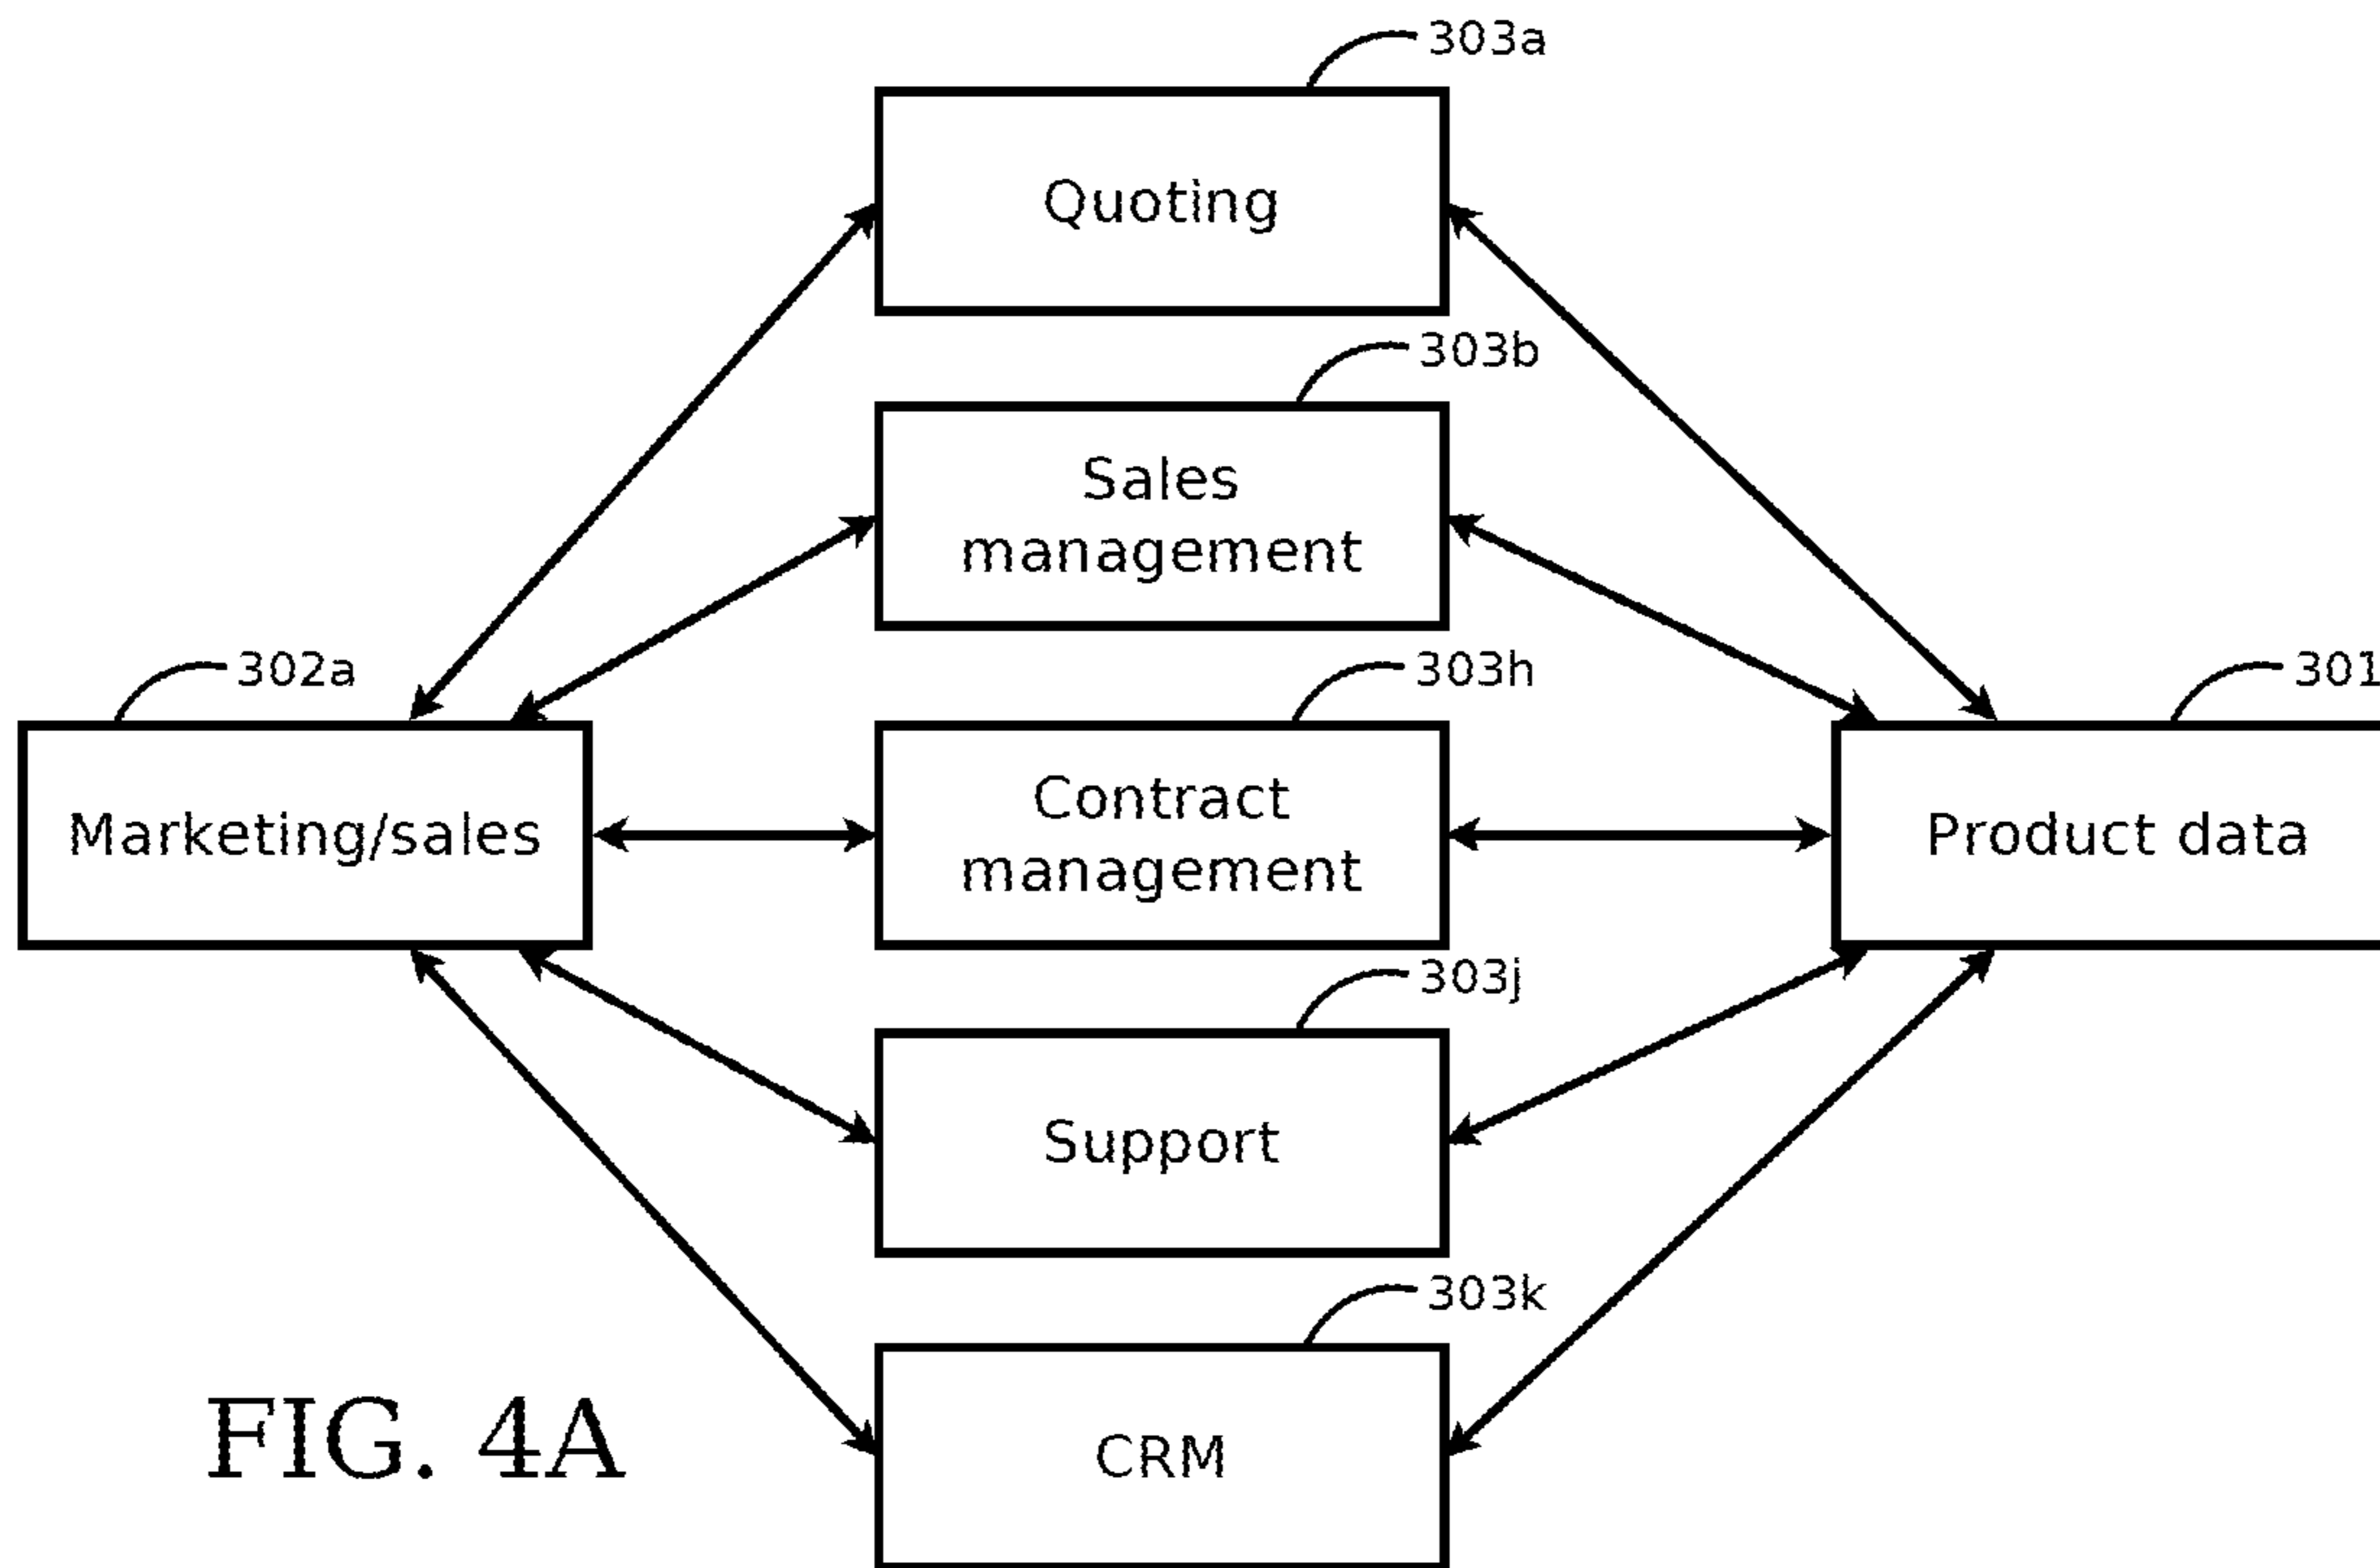 303a
Quoting
303b
Sales
management
302a
303h
301
Marketing/sales
Contract
management
Product data
303j
Support
303k
CRM
FIG. 4A